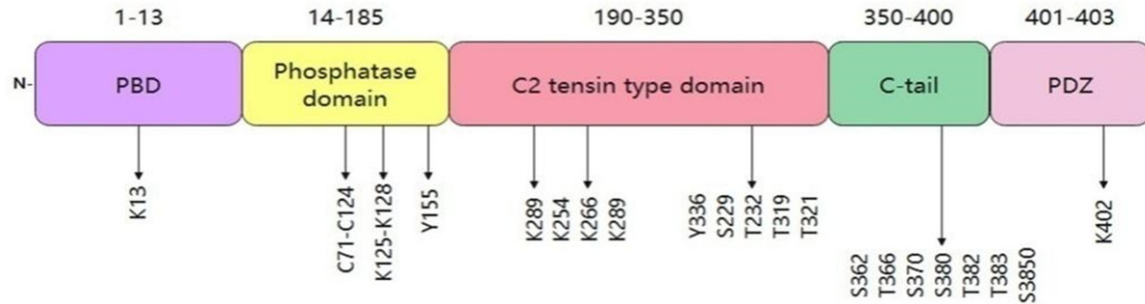 1-13 14-185 190-350 350-400 401-403
N- PBD Phosphatase domain C2 tensin type domain C-tail PDZ
K13
C71-C124
K125-K128
Y155
K289
K254
K266
K289
Y336
S229
T232
T319
T321
S362
T366
S370
S380
T382
T383
S3850
K402